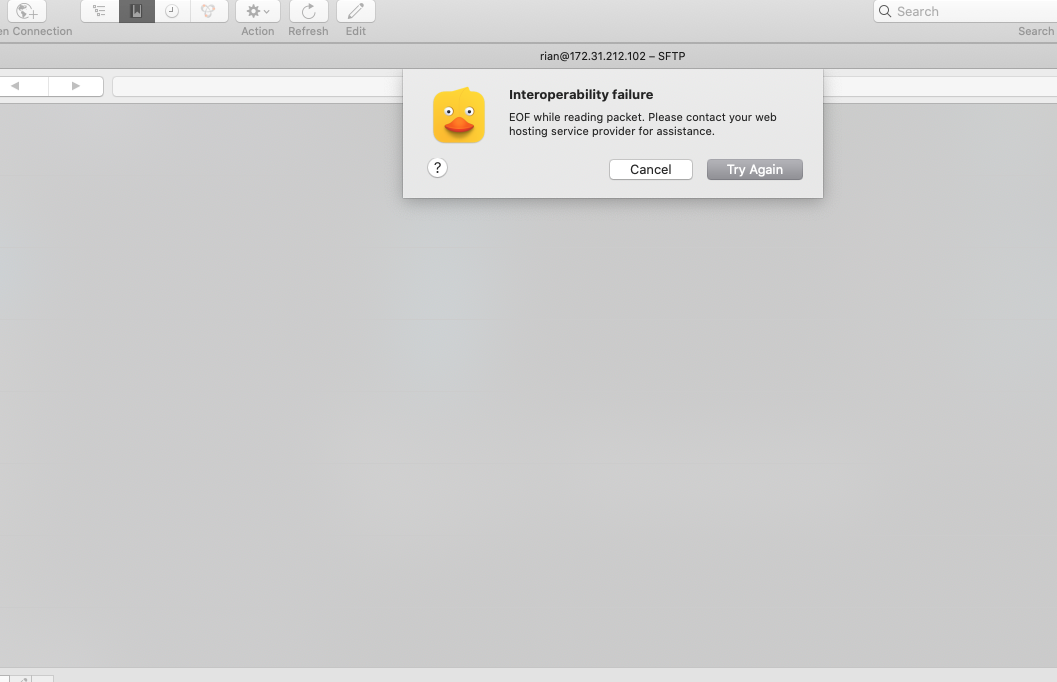 en Connection
Action
Refresh
Edit
Search
Search
rian@172.31.212.102 – SFTP
Interoperability failure
EOF while reading packet. Please contact your web
hosting service provider for assistance.
?
Cancel
Try Again